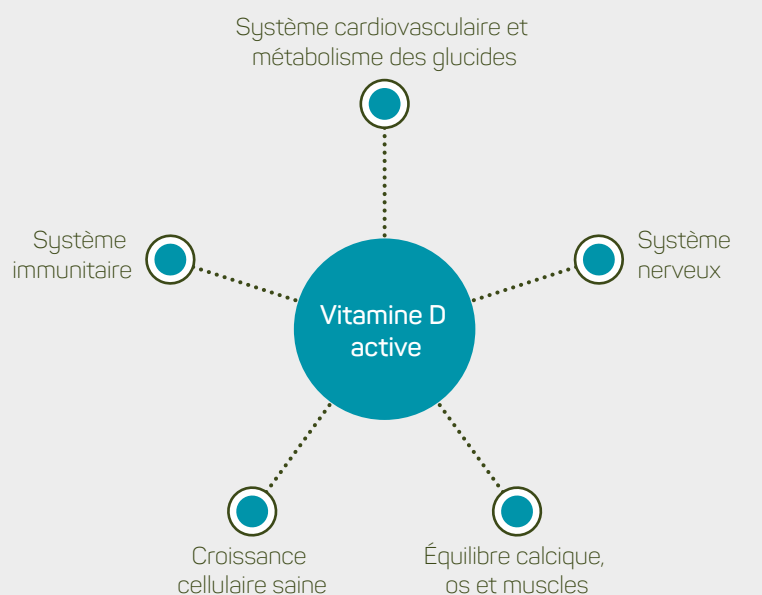 Système cardiovasculaire et
métabolisme des glucides
Système
immunitaire
Système
nerveux
Vitamine D
active
Croissance
cellulaire saine
Équilibre calcique,
os et muscles